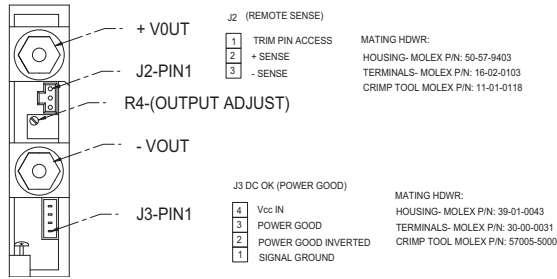 + V0UT
J2-PIN1
R4-(OUTPUT ADJUST)
- VOUT
J3-PIN1
J2 (REMOTE SENSE)
1 TRIM PIN ACCESS
2 + SENSE
3 - SENSE
MATING HDWR:
HOUSING- MOLEX P/N: 50-57-9403
TERMINALS- MOLEX P/N: 16-02-0103
CRIMP TOOL MOLEX P/N: 11-01-0118
J3 DC OK (POWER GOOD)
4 Vcc IN
3 POWER GOOD
2 POWER GOOD INVERTED
1 SIGNAL GROUND
MATING HDWR:
HOUSING- MOLEX P/N: 39-01-0043
TERMINALS- MOLEX P/N: 30-00-0031
CRIMP TOOL MOLEX P/N: 57005-5000